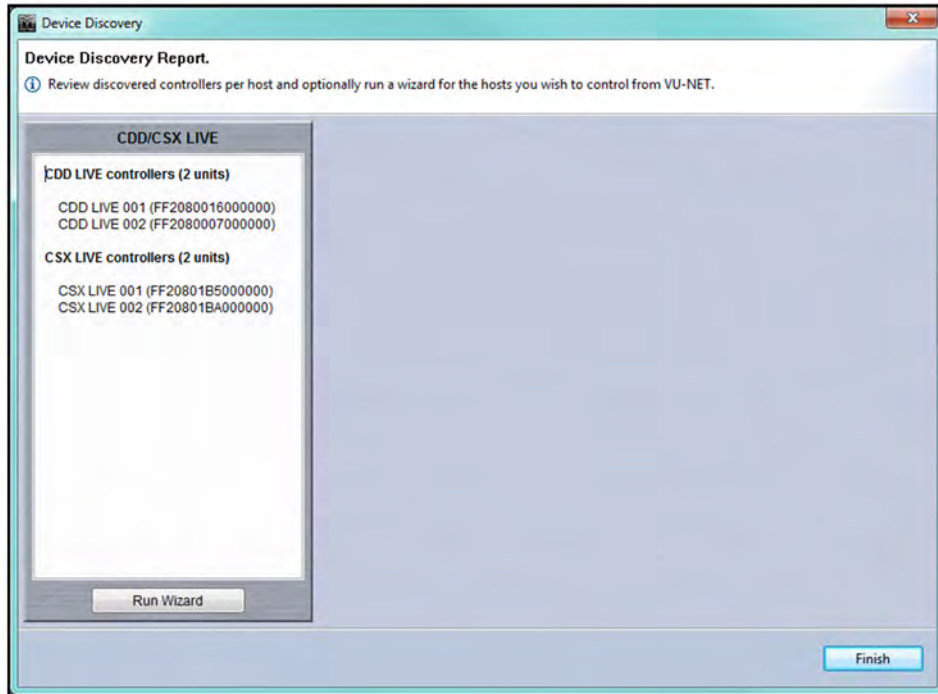 Device Discovery
Device Discovery Report.
Review discovered controllers per host and optionally run a wizard for the hosts you wish to control from VU-NET.
CDD/CSX LIVE
CDD LIVE controllers (2 units)
CDD LIVE 001 (FF2080016000000)
CDD LIVE 002 (FF2080007000000)
CSX LIVE controllers (2 units)
CSX LIVE 001 (FF20801B5000000)
CSX LIVE 002 (FF20801BA000000)
Run Wizard
Finish